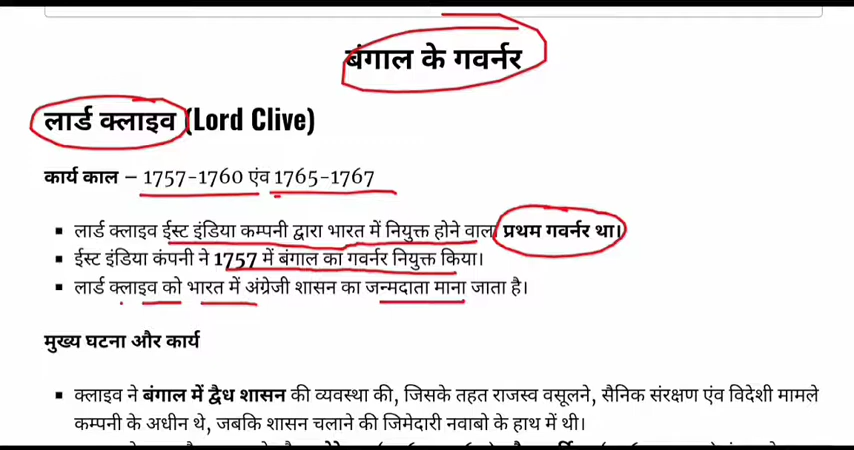 बंगाल के गवर्नर
लार्ड क्लाइव (Lord Clive)
कार्य काल – 1757-1760 एंव 1765-1767
▪ लार्ड क्लाइव ईस्ट इंडिया कम्पनी द्वारा भारत में नियुक्त होने वाल प्रथम गवर्नर था।
▪ ईस्ट इंडिया कंपनी ने 1757 में बंगाल का गवर्नर नियुक्त किया।
▪ लार्ड क्लाइव को भारत में अंग्रेजी शासन का जन्मदाता माना जाता है।
मुख्य घटना और कार्य
▪ क्लाइव ने बंगाल में द्वैध शासन की व्यवस्था की, जिसके तहत राजस्व वसूलने, सैनिक संरक्षण एंव विदेशी मामले
कम्पनी के अधीन थे, जबकि शासन चलाने की जिमेदारी नवाबो के हाथ में थी।